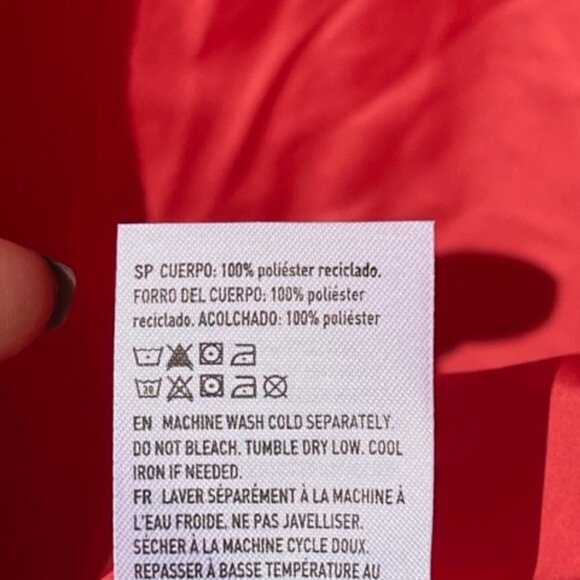 SP CUERPO: 100% poliéster reciclado.
FORRO DEL CUERPO: 100% poliéster
reciclado. ACOLCHADO: 100% poliéster
30
EN MACHINE WASH COLD SEPARATELY.
DO NOT BLEACH. TUMBLE DRY LOW. COOL
IRON IF NEEDED.
FR LAVER SÉPARÉMENT À LA MACHINE À
L'EAU FROIDE. NE PAS JAVELLISER.
SÉCHER À LA MACHINE CYCLE DOUX.
REPASSER À BASSE TEMPÉRATURE AU